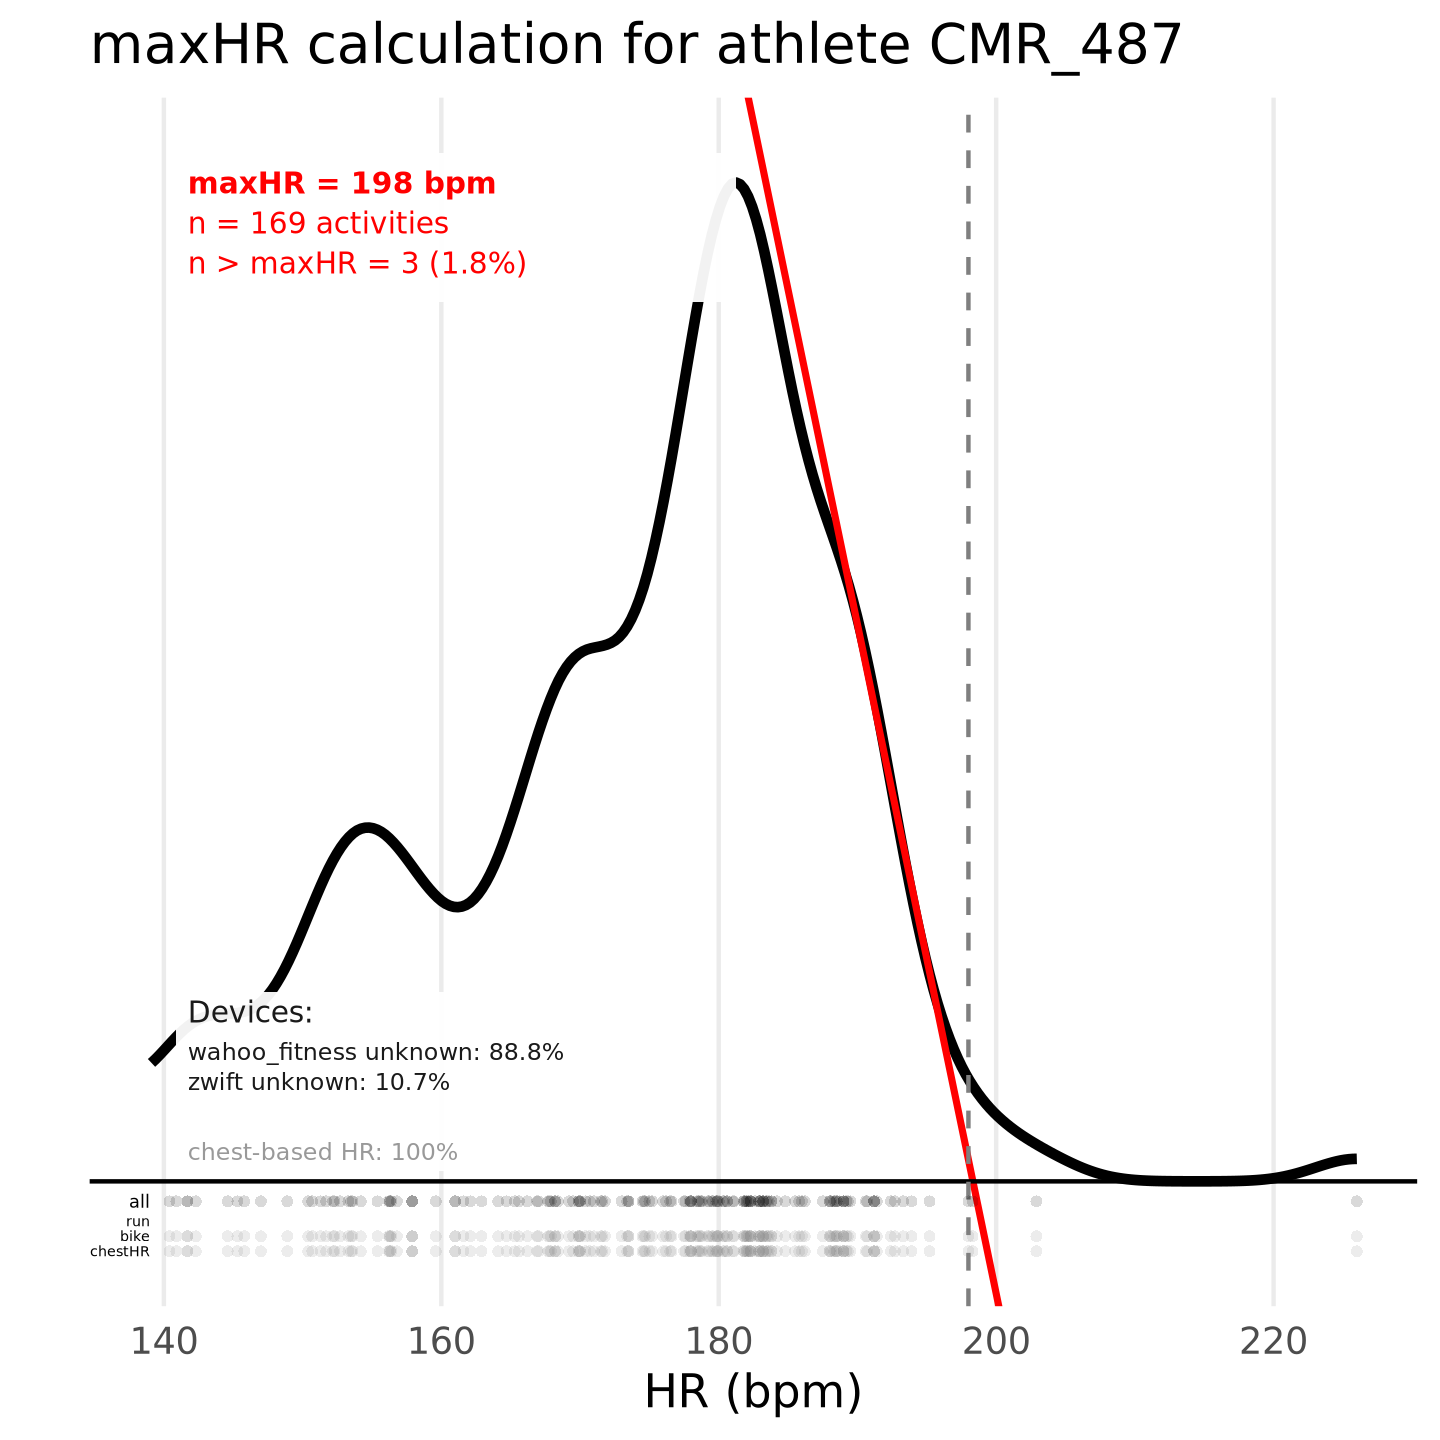 maxHR calculation for athlete CMR_487
maxHR = 198 bpm
n = 169 activities
n > maxHR = 3 (1.8%)
Devices:
wahoo_fitness unknown: 88.8%
zwift unknown: 10.7%
chest-based HR: 100%
all
run
bike
chestHR
140 160 180 200 220
HR (bpm)